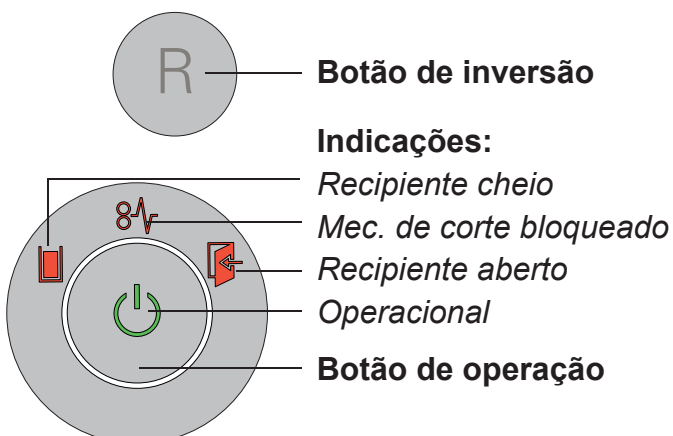 R
Botão de inversão
Indicações:
Recipiente cheio
Mec. de corte bloqueado
Recipiente aberto
Operacional
Botão de operação